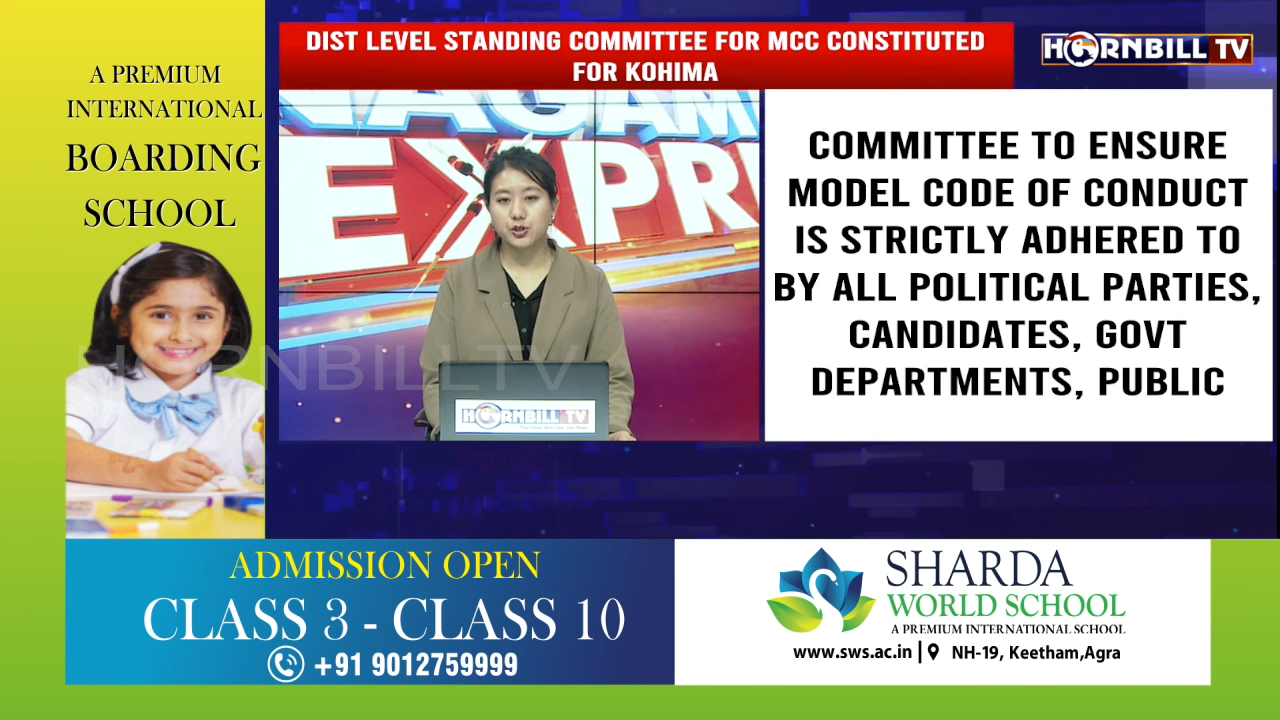 A PREMIUM
INTERNATIONAL
BOARDING
SCHOOL
DIST LEVEL STANDING COMMITTEE FOR MCC CONSTITUTED
FOR KOHIMA
HORNBILL TV
NAGAMI
EXPR
COMMITTEE TO ENSURE
MODEL CODE OF CONDUCT
IS STRICTLY ADHERED TO
BY ALL POLITICAL PARTIES,
CANDIDATES, GOVT
DEPARTMENTS, PUBLIC
HORNBILLTV
HORNBILL TV
ADMISSION OPEN
CLASS 3 - CLASS 10
+91 9012759999
SHARDA
WORLD SCHOOL
A PREMIUM INTERNATIONAL SCHOOL
www.sws.ac.in | NH-19, Keetham,Agra